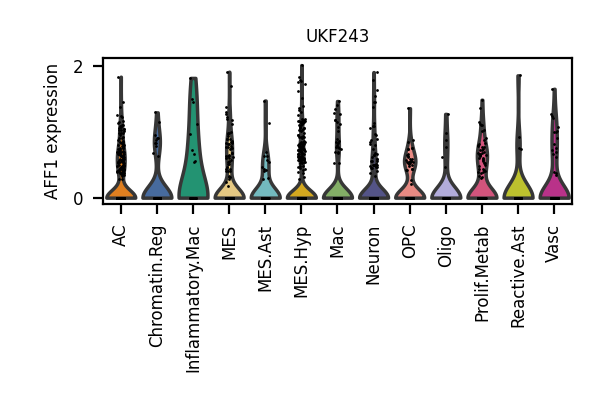 UKF243
AFF1 expression
2
0
AC
Chromatin.Reg
Inflammatory.Mac
MES
MES.Ast
MES.Hyp
Mac
Neuron
OPC
Oligo
Prolif.Metab
Reactive.Ast
Vasc